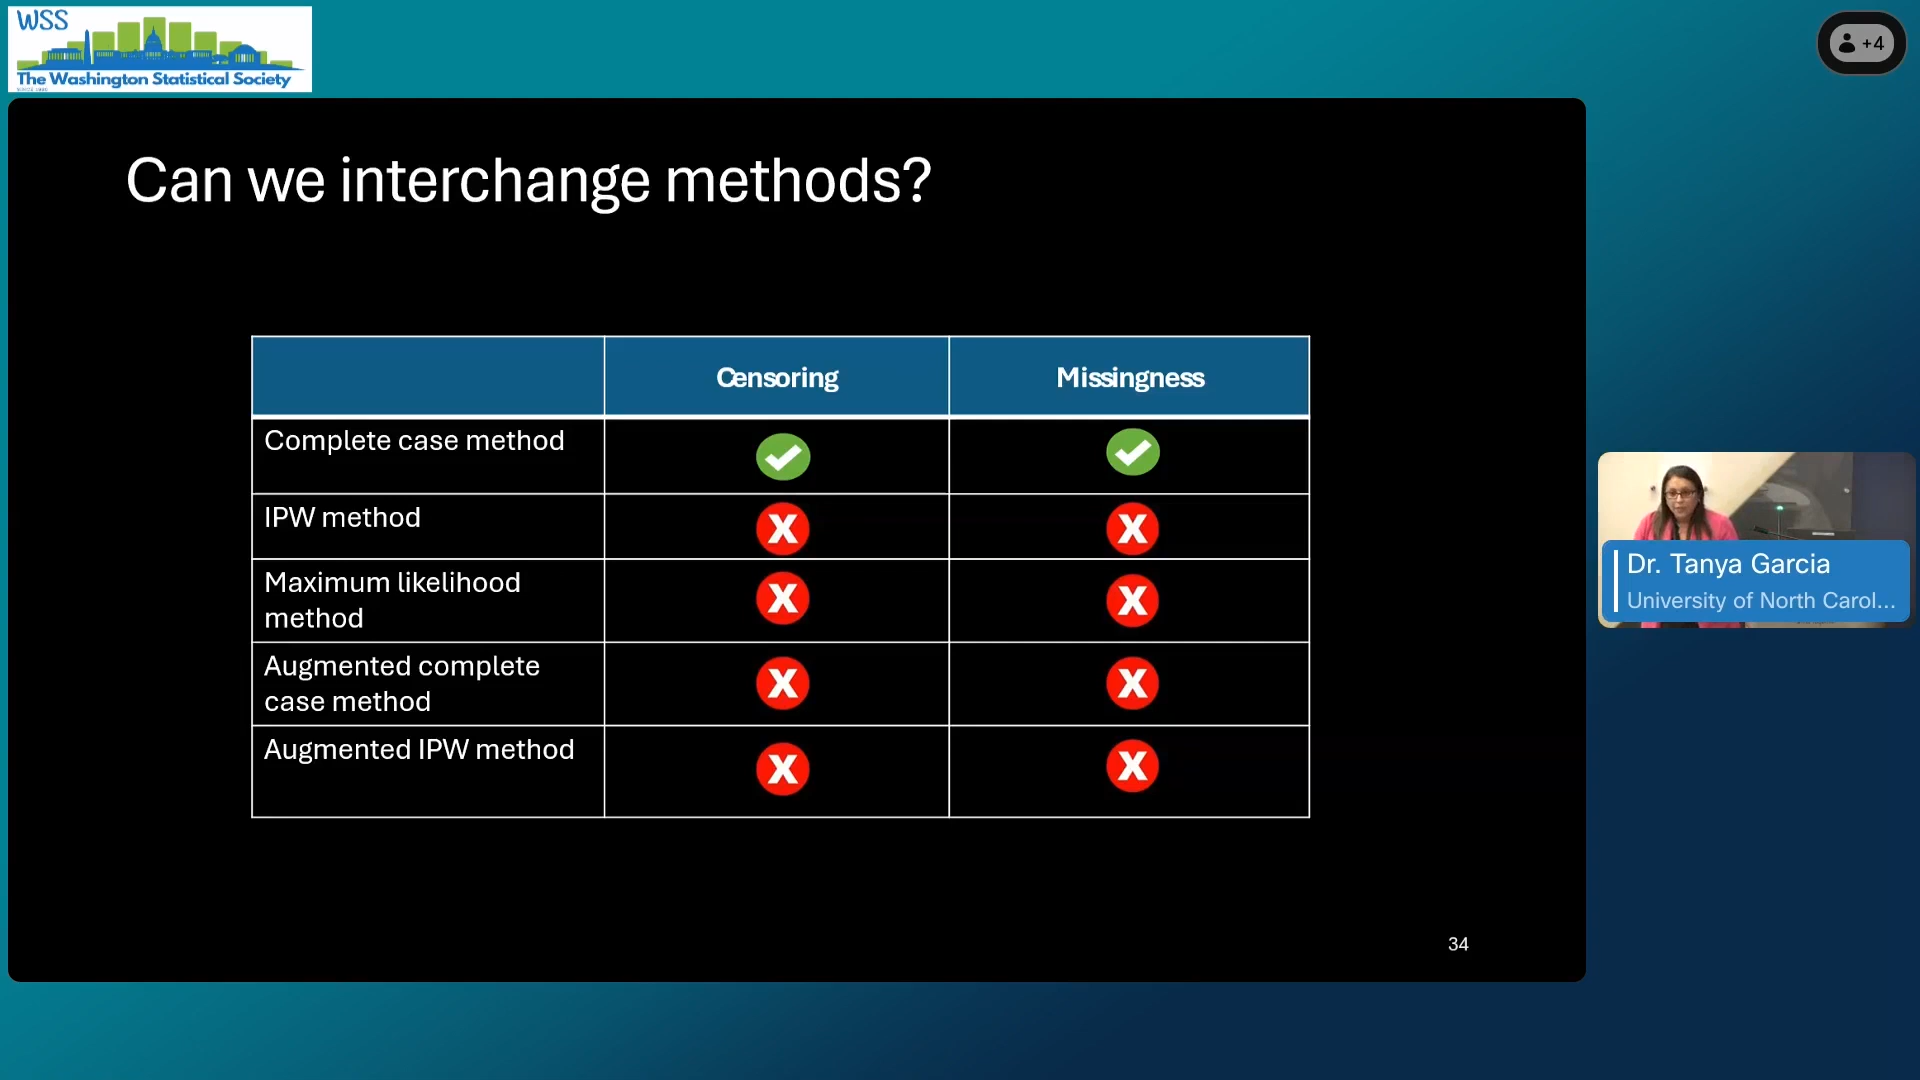 WSS
The Washington Statistical Society
+4
Can we interchange methods?
Censoring
Missingness
Complete case method
IPW method
Maximum likelihood
method
Augmented complete
case method
Augmented IPW method
34
Dr. Tanya Garcia
University of North Carol...